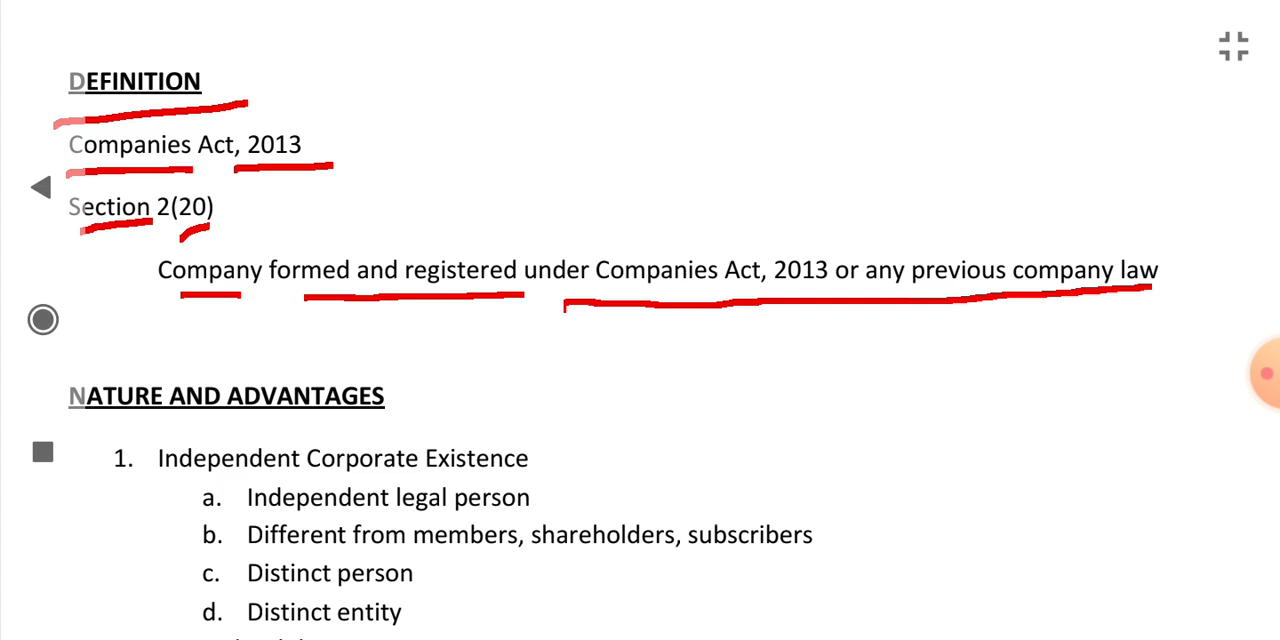 DEFINITION
Companies Act, 2013
Section 2(20)
Company formed and registered under Companies Act, 2013 or any previous company law
NATURE AND ADVANTAGES
1. Independent Corporate Existence
a. Independent legal person
b. Different from members, shareholders, subscribers
c. Distinct person
d. Distinct entity